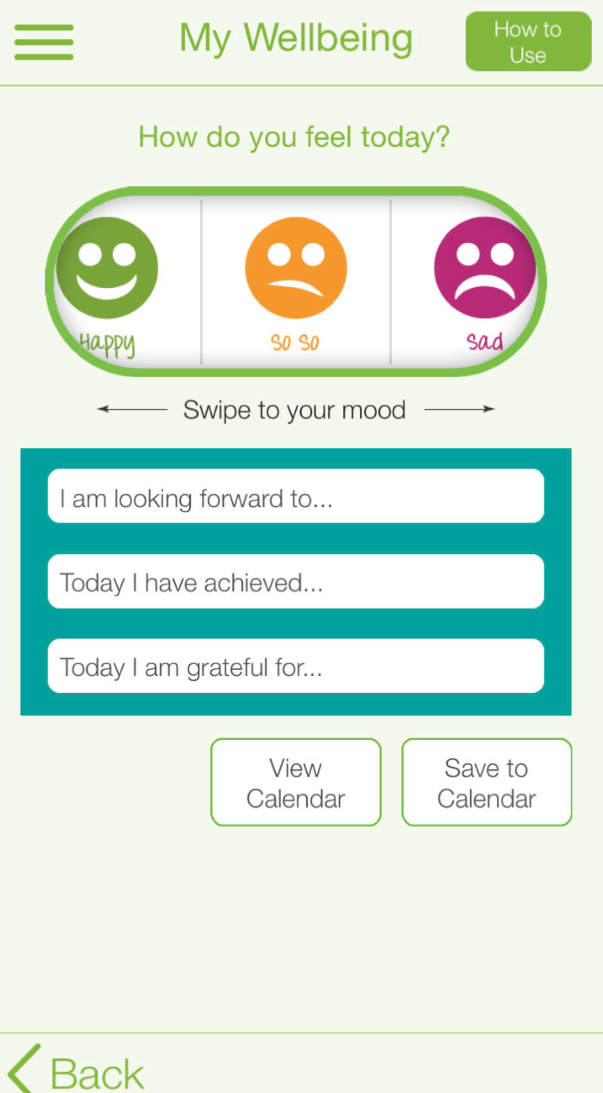 My Wellbeing
How to
Use
How do you feel today?
Happy
so so
sad
Swipe to your mood
I am looking forward to...
Today I have achieved...
Today I am grateful for...
View
Calendar
Save to
Calendar
Back